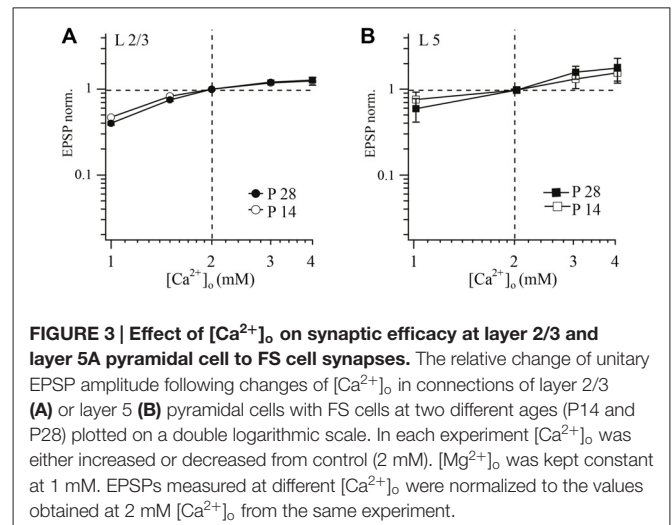 A
L 2/3
EPSP norm.
1
0.1
P 28
P 14
1
2
3
4
[Ca²⁺]ₒ (mM)
B
L 5
EPSP norm.
1
0.1
P 28
P 14
1
2
3
4
[Ca²⁺]ₒ (mM)
FIGURE 3 | Effect of [Ca²⁺]ₒ on synaptic efficacy at layer 2/3 and
layer 5A pyramidal cell to FS cell synapses. The relative change of unitary
EPSP amplitude following changes of [Ca²⁺]ₒ in connections of layer 2/3
(A) or layer 5 (B) pyramidal cells with FS cells at two different ages (P14 and
P28) plotted on a double logarithmic scale. In each experiment [Ca²⁺]ₒ was
either increased or decreased from control (2 mM). [Mg²⁺]ₒ was kept constant
at 1 mM. EPSPs measured at different [Ca²⁺]ₒ were normalized to the values
obtained at 2 mM [Ca²⁺]ₒ from the same experiment.